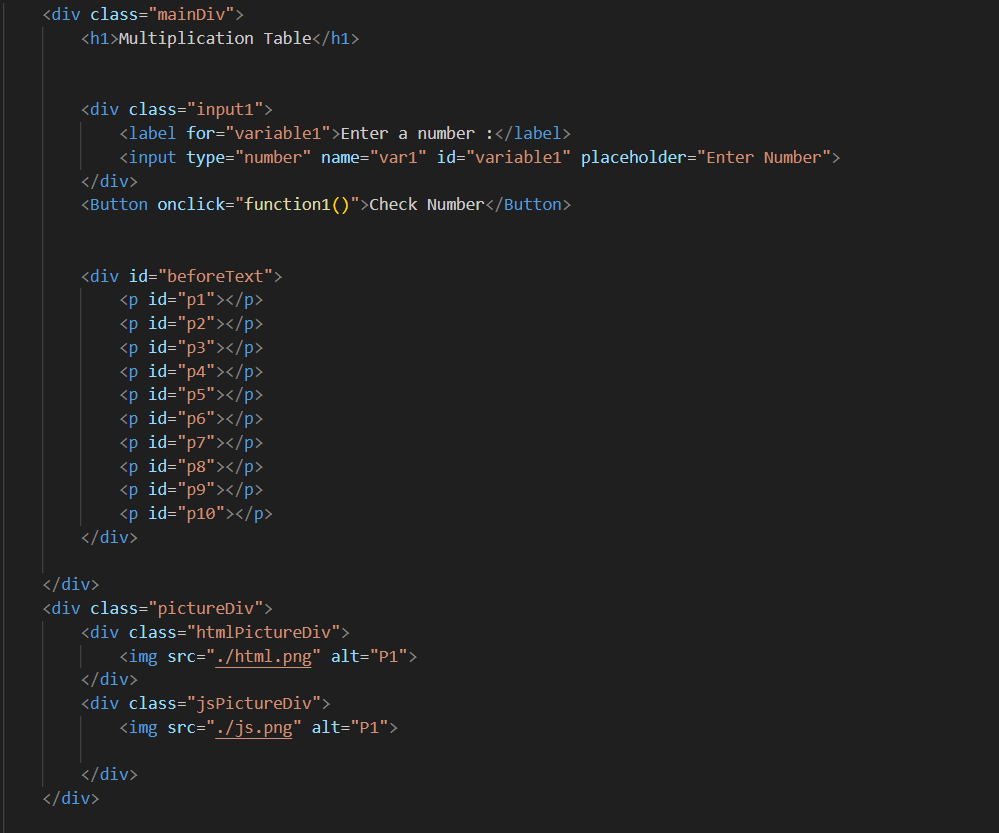 <div class="mainDiv">
    <h1>Multiplication Table</h1>
    <div class="input1">
        <label for="variable1">Enter a number :</label>
        <input type="number" name="var1" id="variable1" placeholder="Enter Number">
    </div>
    <Button onclick="function1()">Check Number</Button>
    <div id="beforeText">
        <p id="p1"></p>
        <p id="p2"></p>
        <p id="p3"></p>
        <p id="p4"></p>
        <p id="p5"></p>
        <p id="p6"></p>
        <p id="p7"></p>
        <p id="p8"></p>
        <p id="p9"></p>
        <p id="p10"></p>
    </div>
</div>
<div class="pictureDiv">
    <div class="htmlPictureDiv">
        <img src="./html.png" alt="P1">
    </div>
    <div class="jsPictureDiv">
        <img src="./js.png" alt="P1">
    </div>
</div>